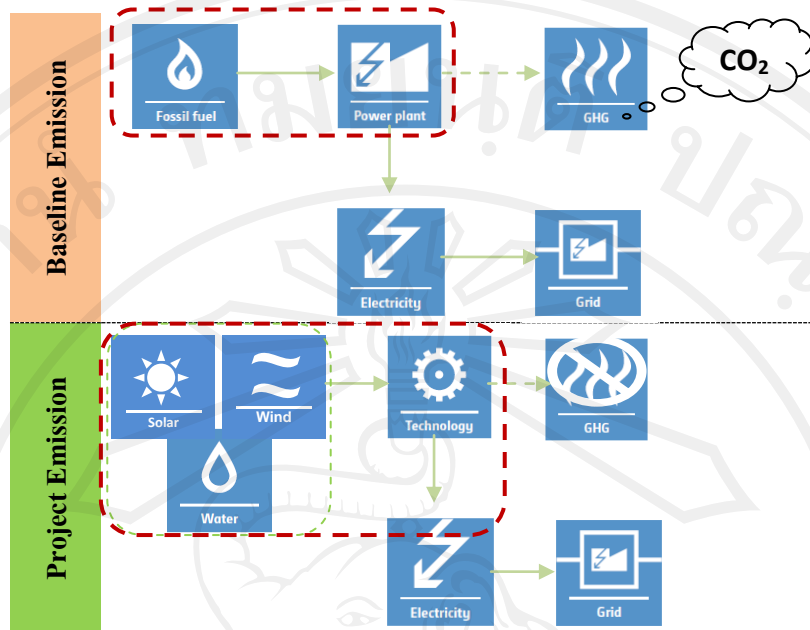 Baseline Emission
Fossil fuel
Power plant
GHG
CO₂
Electricity
Grid
Project Emission
Solar
Wind
Technology
GHG
Water
Electricity
Grid